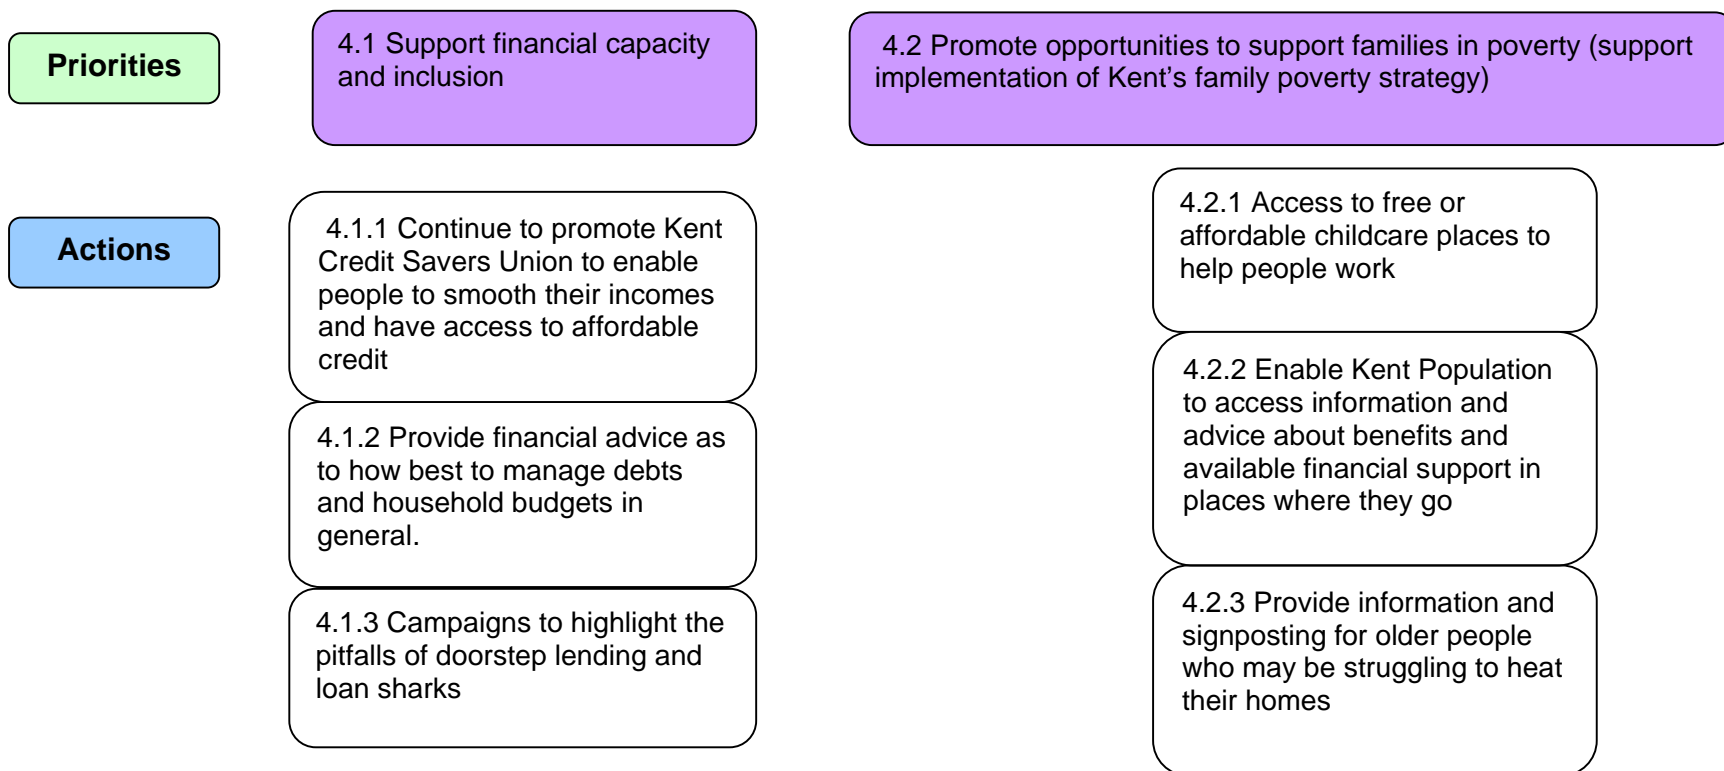 Priorities
4.1 Support financial capacity
and inclusion
4.2 Promote opportunities to support families in poverty (support
implementation of Kent’s family poverty strategy)
Actions
4.1.1 Continue to promote Kent
Credit Savers Union to enable
people to smooth their incomes
and have access to affordable
credit
4.1.2 Provide financial advice as
to how best to manage debts
and household budgets in
general.
4.1.3 Campaigns to highlight the
pitfalls of doorstep lending and
loan sharks
4.2.1 Access to free or
affordable childcare places to
help people work
4.2.2 Enable Kent Population
to access information and
advice about benefits and
available financial support in
places where they go
4.2.3 Provide information and
signposting for older people
who may be struggling to heat
their homes